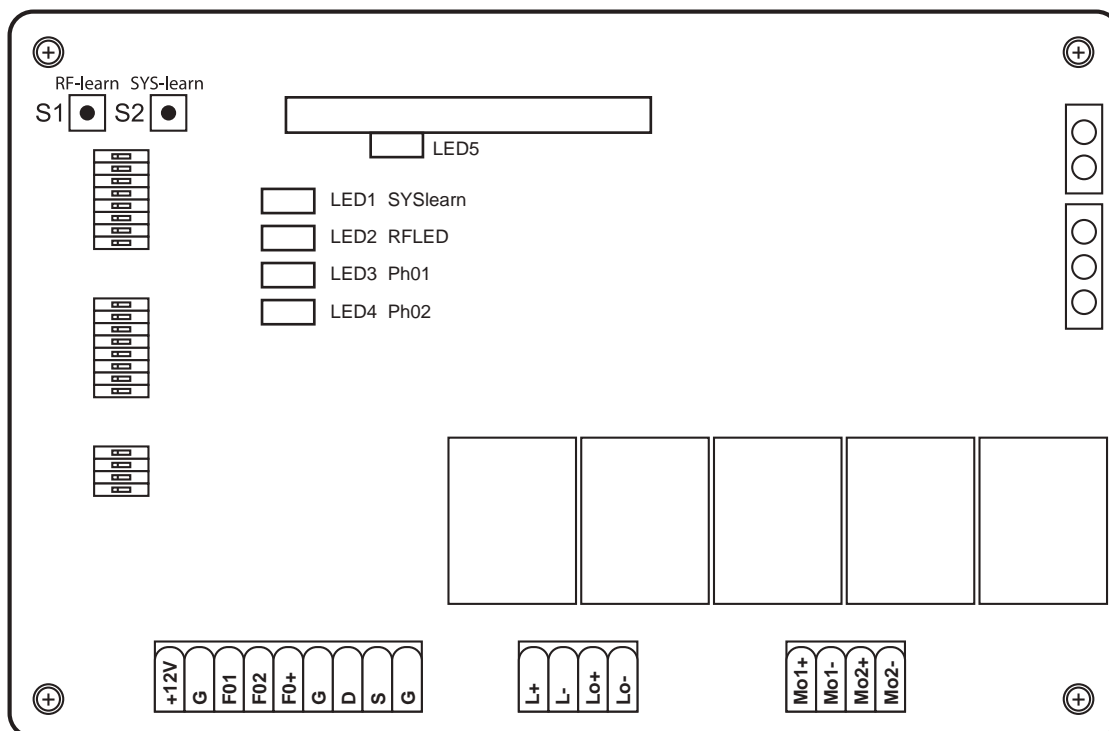 RF-learn SYS-learn
S1 S2
LED5
LED1 SYSlearn
LED2 RFLED
LED3 Ph01
LED4 Ph02
+12V G F01 F02 F0+ G D S G
L+ L- Lo+ Lo-
Mo1+ Mo1- Mo2+ Mo2-